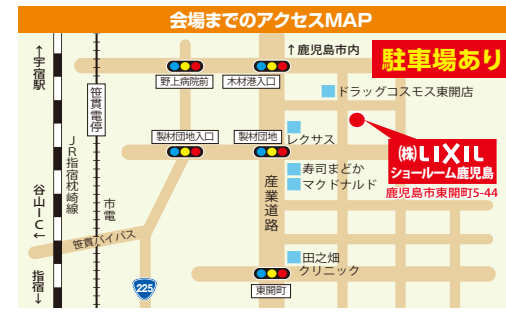 会場までのアクセスMAP
↑鹿児島市内
駐車場あり
↑宇宿駅
野上病院前
木材港入口
ドラッグコスモス東開店
笹貫電停
製材団地入口
製材団地
レクサス
(株)LIXIL
ショールーム鹿児島
鹿児島市東開町5-44
JR指宿枕崎線
寿司まどか
マクドナルド
産業道路
谷山IC←
市電
笹貫バイパス
田之畑
クリニック
指宿↓
225
東開町